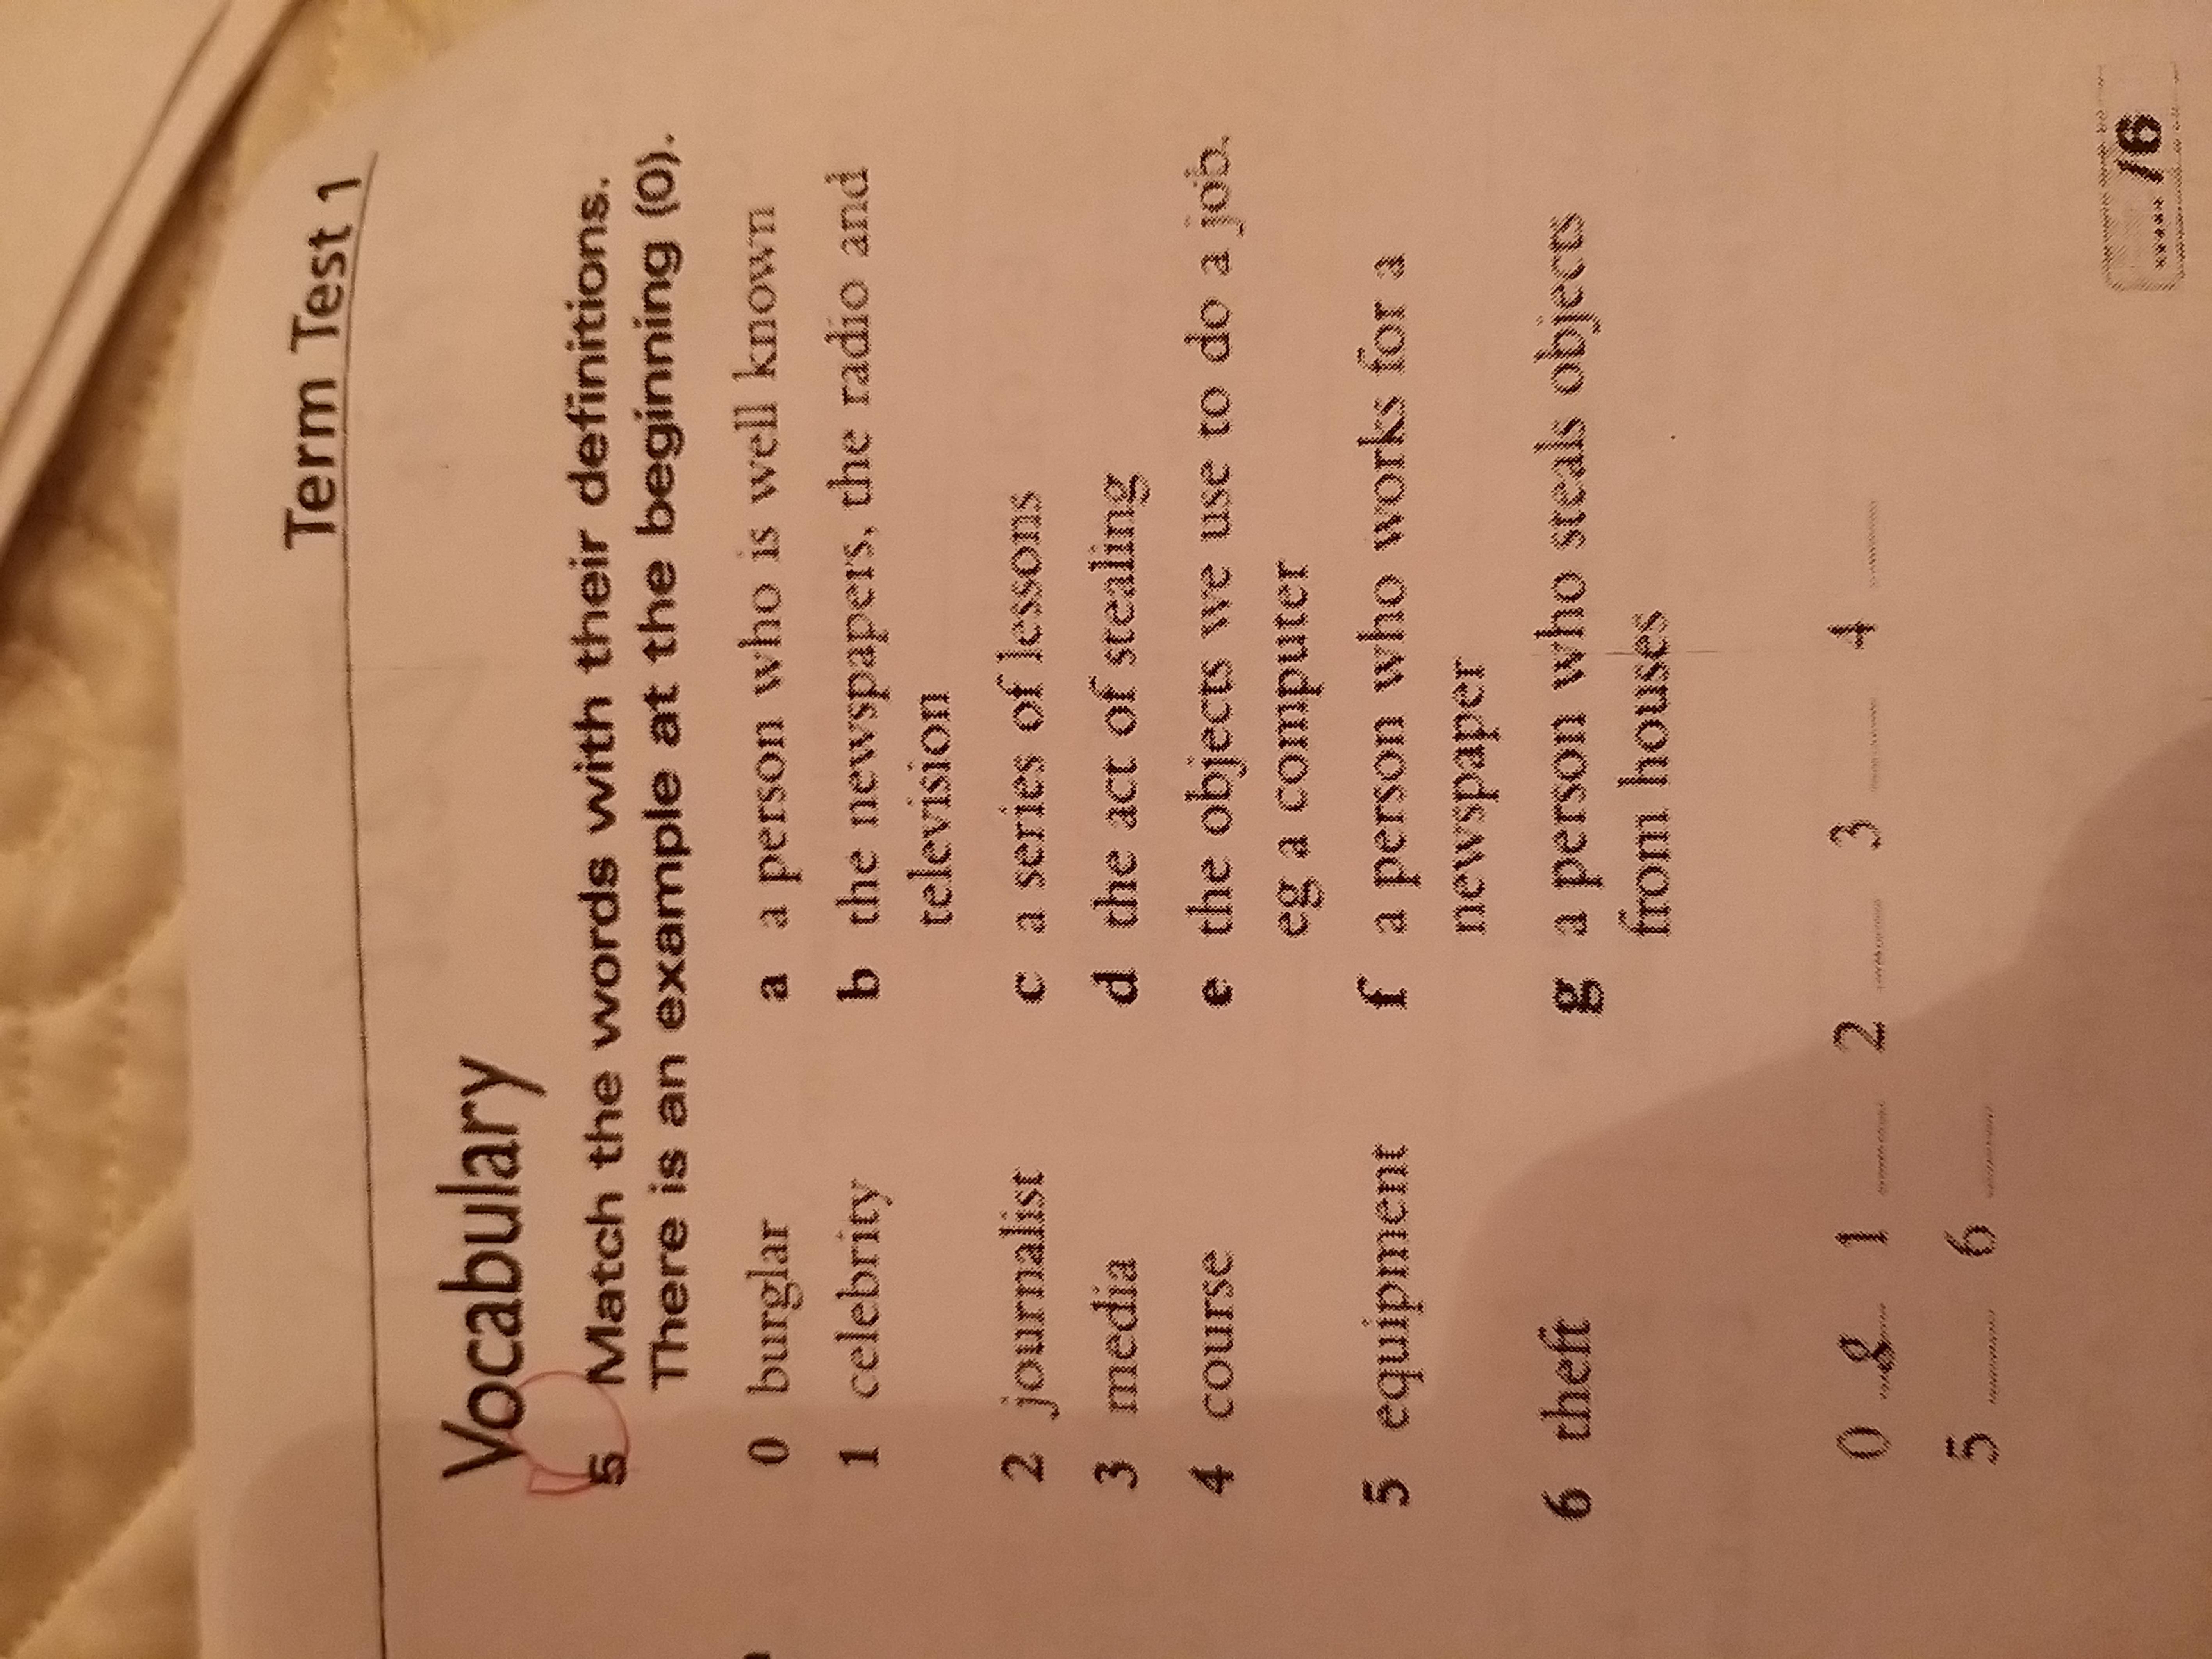 Term Test 1
Vocabulary
5 Match the words with their definitions.
There is an example at the beginning (0).
0 burglar a a person who is well known
1 celebrity b the newspapers, the radio and
television
2 journalist c a series of lessons
3 media d the act of stealing
4 course e the objects we use to do a job.
eg a computer
5 equipment f a person who works for a
newspaper
6 theft g a person who steals objects
from houses
0 g 1 ...... 2 ...... 3 ...... 4 ......
5 ...... 6 ......
..... /6